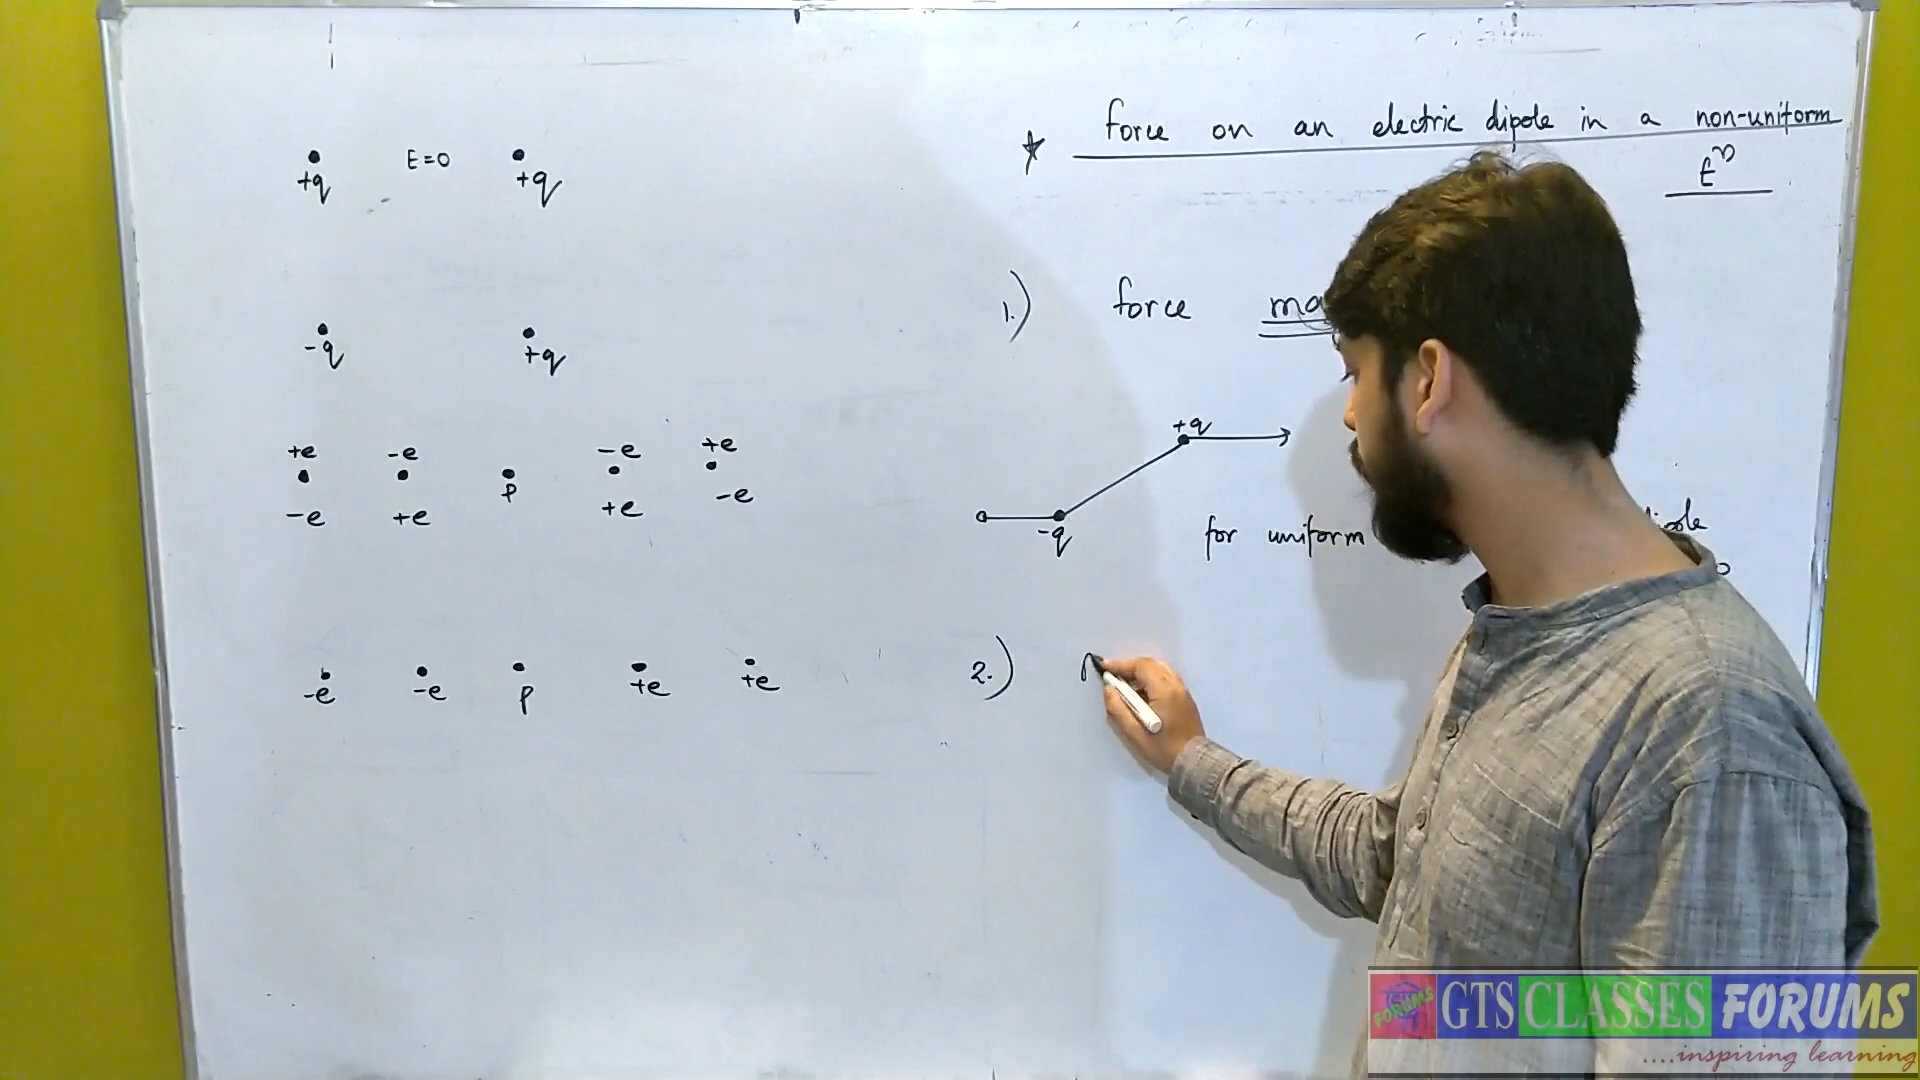 +q E=0 +q
-q +q
+e -e -e +e
-e +e P +e -e
-e -e P +e +e
★ force on an electric dipole in a non-uniform
1.) force
+q
-q
for uniform
2.)
FORUMS GTS CLASSES FORUMS
....inspiring learning